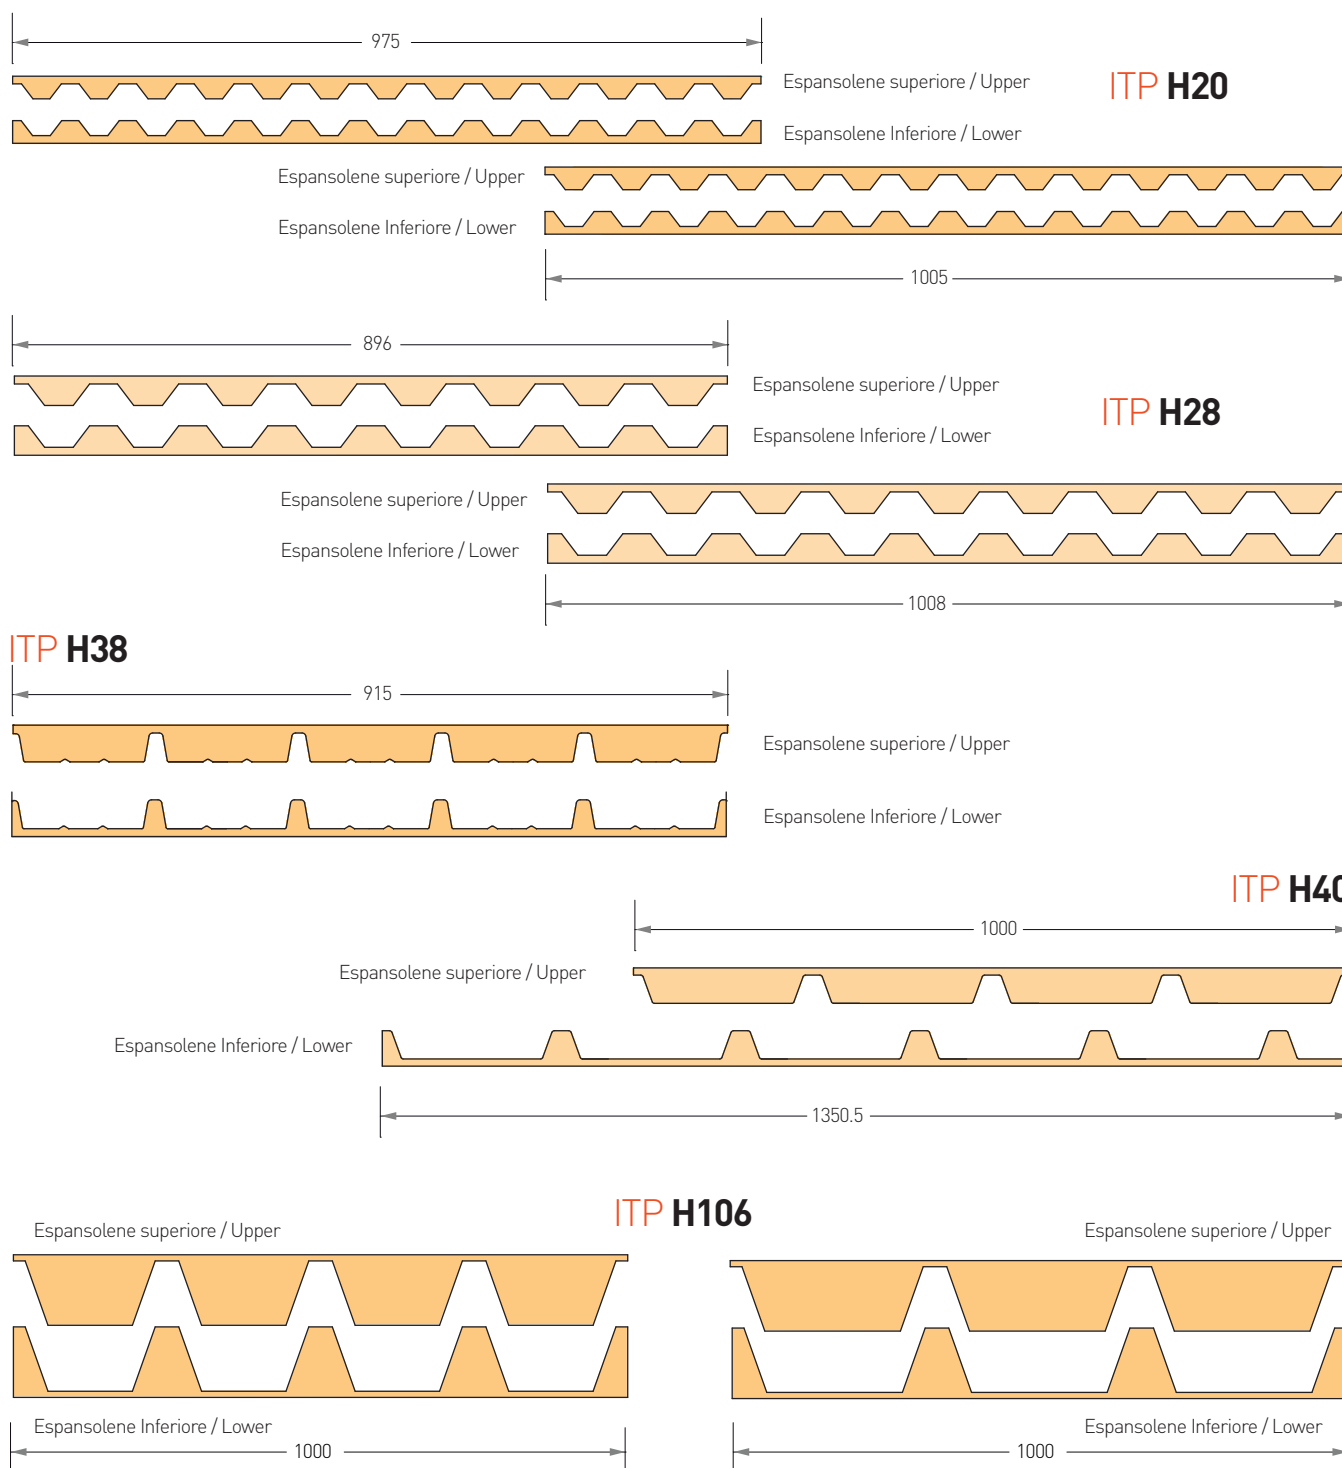 975
Espansolene superiore / Upper
ITP H20
Espansolene Inferiore / Lower
Espansolene superiore / Upper
Espansolene Inferiore / Lower
1005
896
Espansolene superiore / Upper
ITP H28
Espansolene Inferiore / Lower
Espansolene superiore / Upper
Espansolene Inferiore / Lower
1008
ITP H38
915
Espansolene superiore / Upper
Espansolene Inferiore / Lower
ITP H40
1000
Espansolene superiore / Upper
Espansolene Inferiore / Lower
1350.5
ITP H106
Espansolene superiore / Upper
Espansolene superiore / Upper
Espansolene Inferiore / Lower
Espansolene Inferiore / Lower
1000
1000